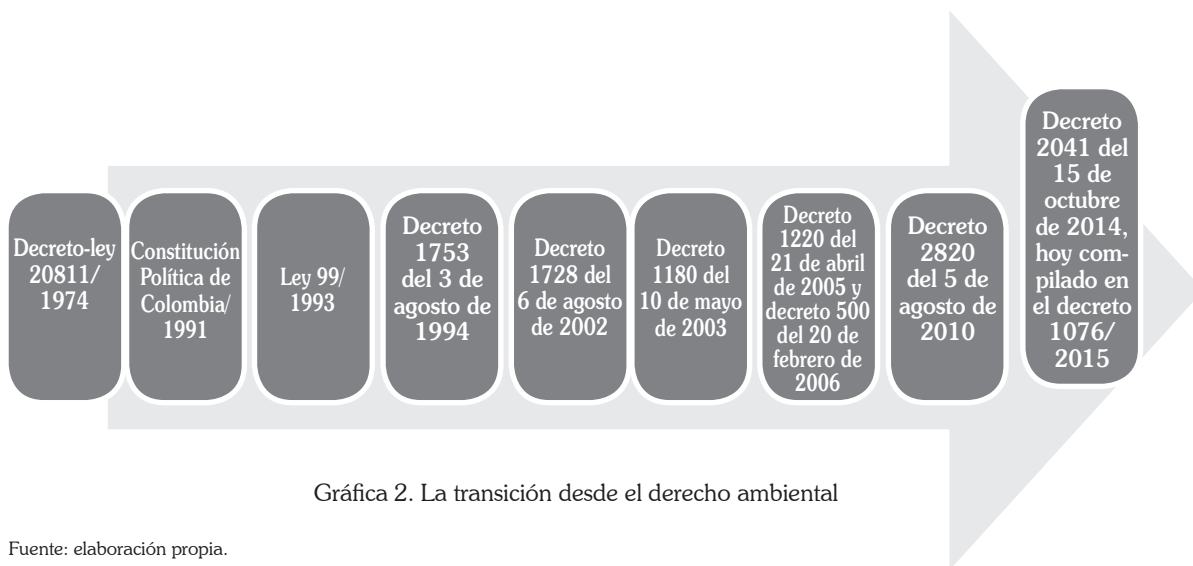 Decreto-ley
20811/
1974
Constitución
Política de
Colombia/
1991
Ley 99/
1993
Decreto
1753
del 3 de
agosto de
1994
Decreto
1728 del
6 de agosto
de 2002
Decreto
1180 del
10 de mayo
de 2003
Decreto
1220 del
21 de abril
de 2005 y
decreto 500
del 20 de
febrero de
2006
Decreto
2820
del 5 de
agosto de
2010
Decreto
2041 del
15 de
octubre
de 2014,
hoy com-
pilado en
el decreto
1076/
2015
Gráfica 2. La transición desde el derecho ambiental
Fuente: elaboración propia.